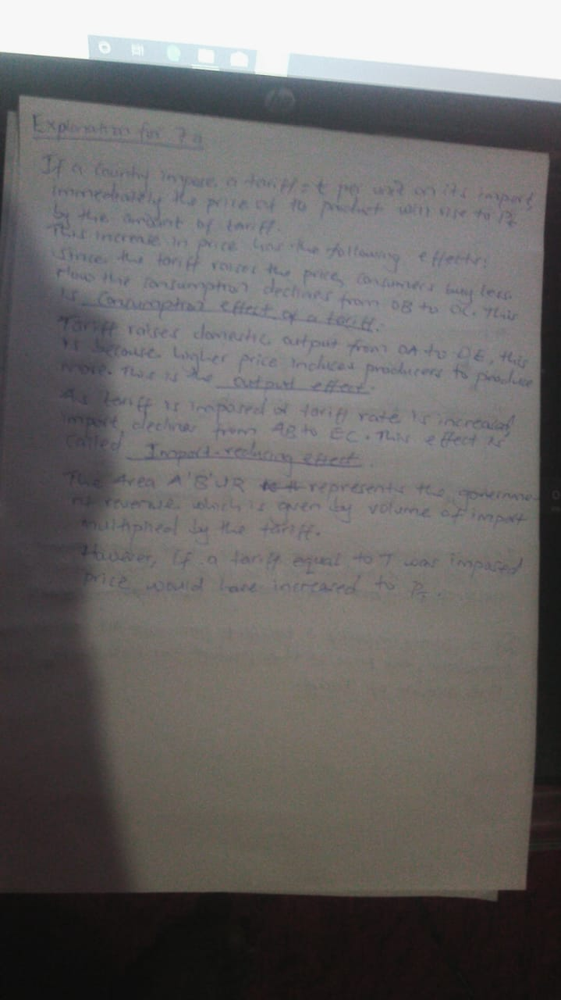 hp
Explanation for 7 a
If a Country impose a tariff = t per unit on its import,
immediately the price of the product will rise to Pt
by the amount of tariff.
This increase in price has the following effects:
Since the tariff raises the price, consumers buy less.
How the consumption declines from OB to OC. This
is Consumption effect of a tariff.
Tariff raises domestic output from OA to OE, this
is because higher price induces producers to produce
more. This is the output effect.
As tariff is imposed or tariff rate is increased,
import declines from AB to EC. This effect is
called Import-reducing effect.
The Area A'B'UR represents the governme-
nt revenue which is given by volume of import
multiplied by the tariff.
However, if a tariff equal to T was imposed
price would have increased to PT.